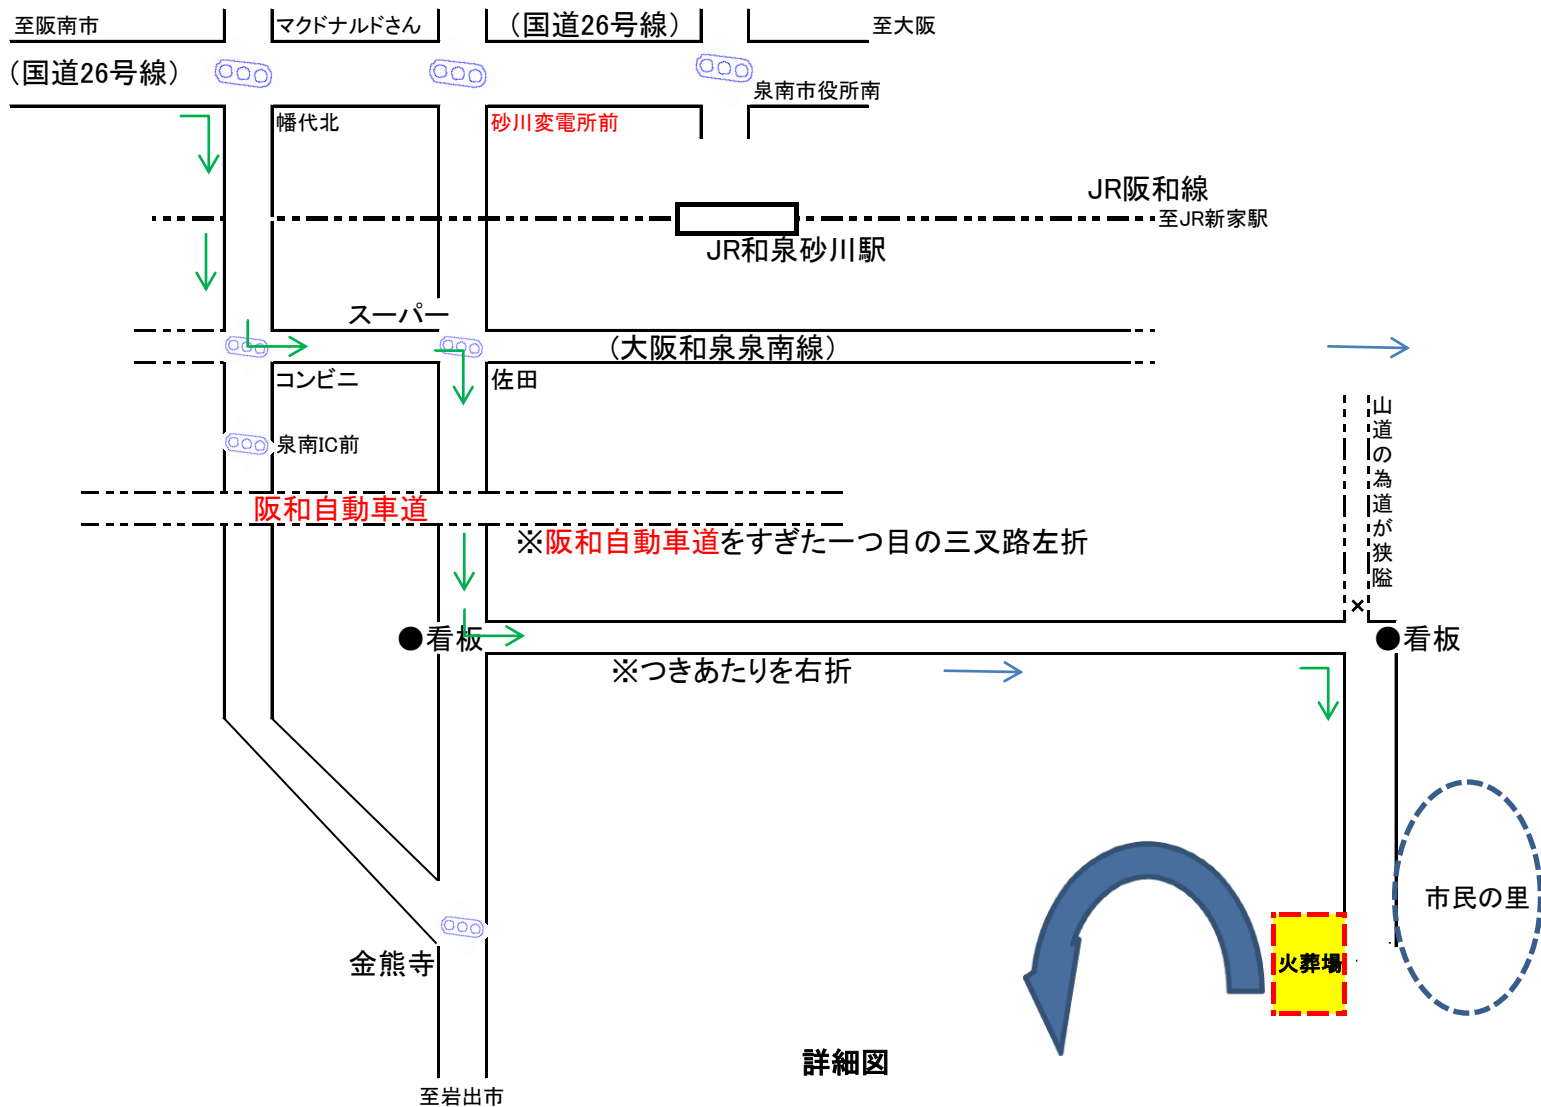 至阪南市
マクドナルドさん
（国道26号線）
至大阪
（国道26号線）
泉南市役所南
幡代北
砂川変電所前
JR阪和線
至JR新家駅
JR和泉砂川駅
スーパー
（大阪和泉泉南線）
コンビニ
佐田
山道の為道が狭隘
泉南IC前
阪和自動車道
※阪和自動車道をすぎた一つ目の三叉路左折
×
●看板
●看板
※つきあたりを右折
市民の里
火葬場
金熊寺
詳細図
至岩出市